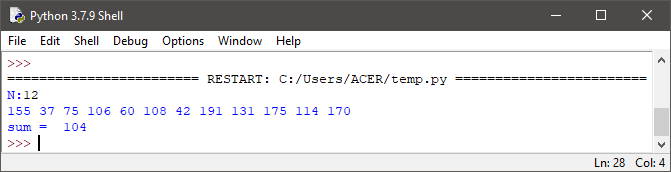 Python 3.7.9 Shell
File Edit Shell Debug Options Window Help
>>>
======================== RESTART: C:/Users/ACER/temp.py ========================
N:12
155 37 75 106 60 108 42 191 131 175 114 170
sum =  104
>>>
Ln: 28 Col: 4